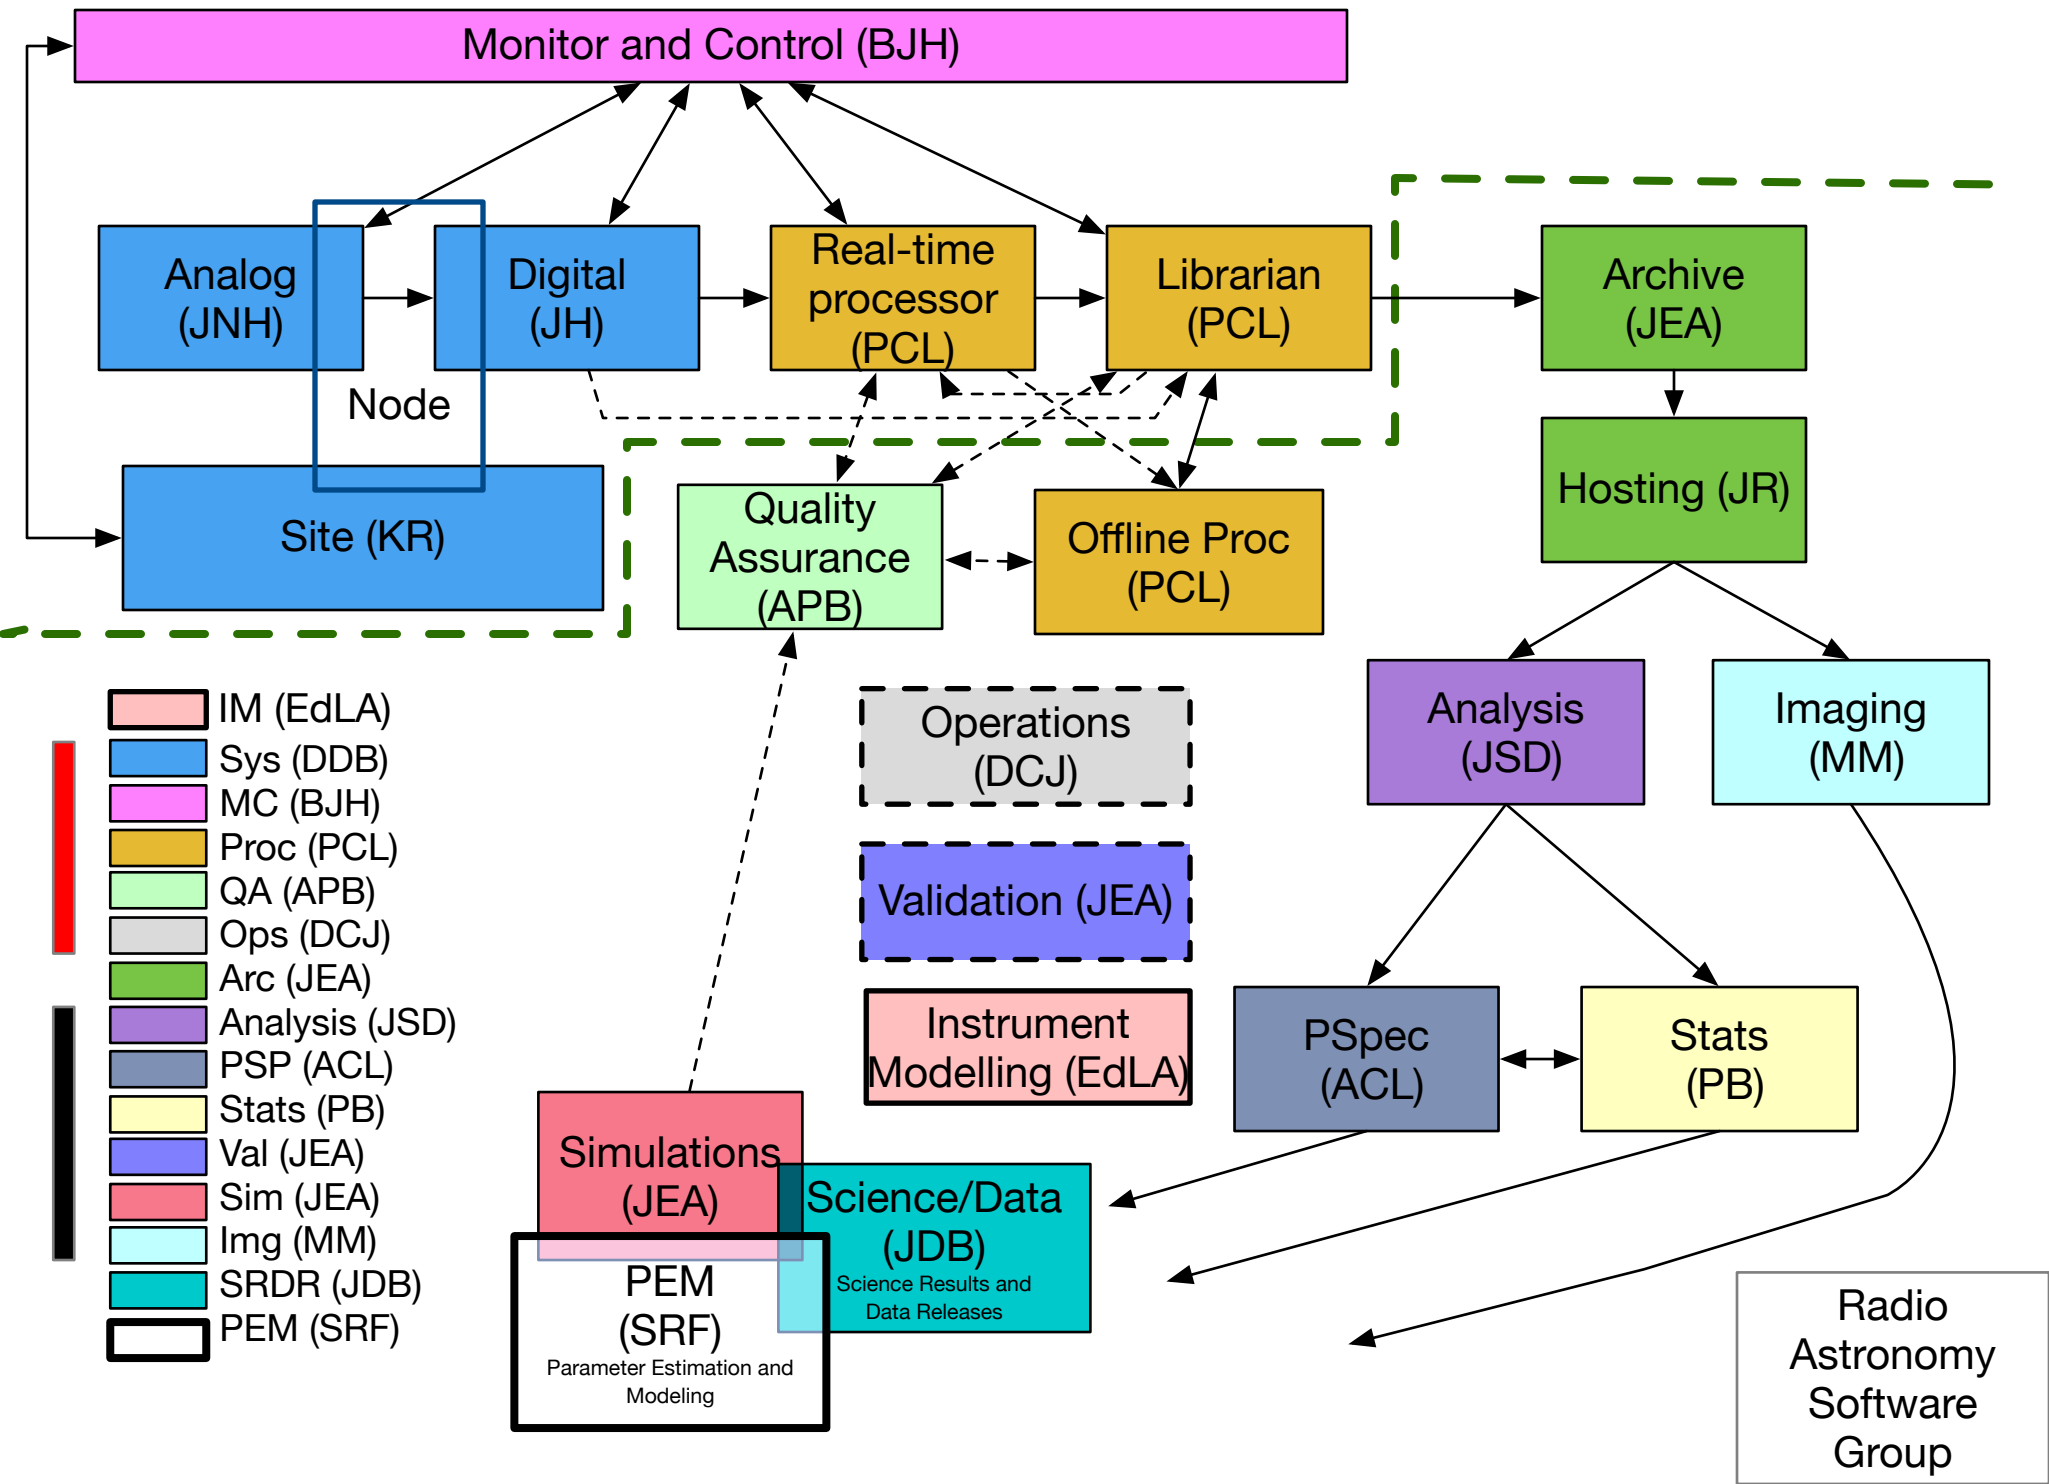 Monitor and Control (BJH)
Analog
(JNH)
Digital
(JH)
Real-time
processor
(PCL)
Librarian
(PCL)
Archive
(JEA)
Node
Hosting (JR)
Site (KR)
Quality
Assurance
(APB)
Offline Proc
(PCL)
IM (EdLA)
Sys (DDB)
MC (BJH)
Proc (PCL)
QA (APB)
Ops (DCJ)
Arc (JEA)
Analysis (JSD)
PSP (ACL)
Stats (PB)
Val (JEA)
Sim (JEA)
Img (MM)
SRDR (JDB)
PEM (SRF)
Operations
(DCJ)
Validation (JEA)
Instrument
Modelling (EdLA)
Analysis
(JSD)
Imaging
(MM)
PSpec
(ACL)
Stats
(PB)
Simulations
(JEA)
Science/Data
(JDB)
Science Results and
Data Releases
PEM
(SRF)
Parameter Estimation and
Modeling
Radio
Astronomy
Software
Group